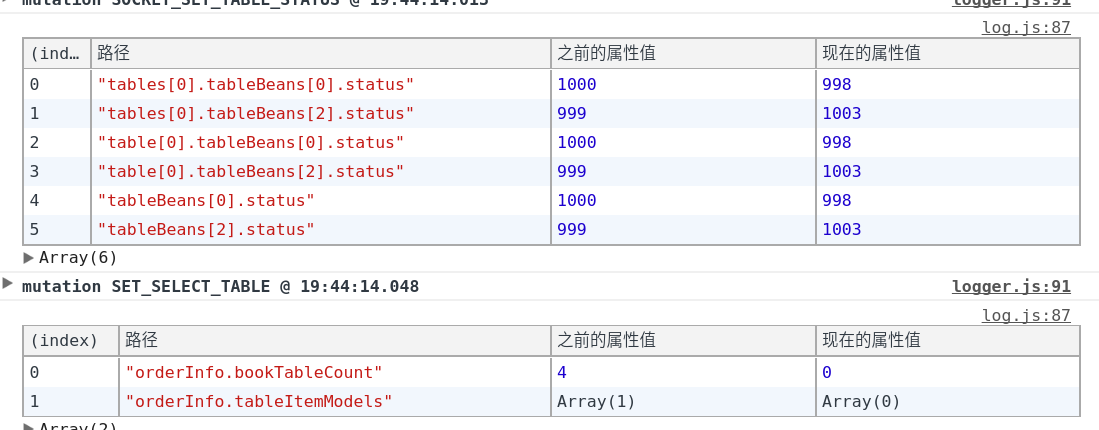 mutation SOCKET_SET_TABLE_STATUS @ 19:44:14.015 logger.js:91
log.js:87
(ind… 路径 之前的属性值 现在的属性值
0 "tables[0].tableBeans[0].status" 1000 998
1 "tables[0].tableBeans[2].status" 999 1003
2 "table[0].tableBeans[0].status" 1000 998
3 "table[0].tableBeans[2].status" 999 1003
4 "tableBeans[0].status" 1000 998
5 "tableBeans[2].status" 999 1003
▶ Array(6)
▶ mutation SET_SELECT_TABLE @ 19:44:14.048 logger.js:91
log.js:87
(index) 路径 之前的属性值 现在的属性值
0 "orderInfo.bookTableCount" 4 0
1 "orderInfo.tableItemModels" Array(1) Array(0)
▶ Array(2)